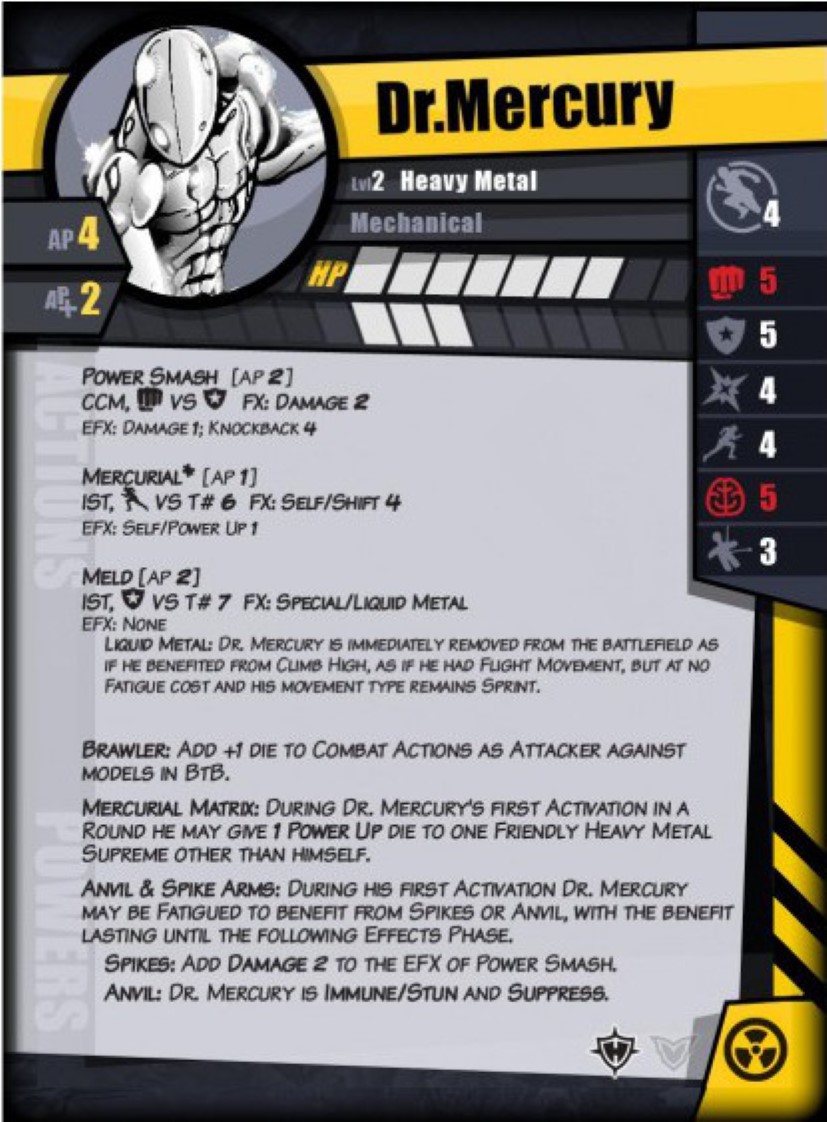 Dr.Mercury
Lvl2 Heavy Metal
Mechanical
AP 4
AP+ 2
HP
4
5
5
4
4
5
3
ACTIONS
POWER SMASH [AP 2]
CCM, VS FX: DAMAGE 2
EFX: DAMAGE 1; KNOCKBACK 4
MERCURIAL* [AP 1]
IST, VS T# 6 FX: SELF/SHIFT 4
EFX: SELF/POWER UP 1
MELD [AP 2]
IST, VS T# 7 FX: SPECIAL/LIQUID METAL
EFX: NONE
LIQUID METAL: DR. MERCURY IS IMMEDIATELY REMOVED FROM THE BATTLEFIELD AS
IF HE BENEFITED FROM CLIMB HIGH, AS IF HE HAD FLIGHT MOVEMENT, BUT AT NO
FATIGUE COST AND HIS MOVEMENT TYPE REMAINS SPRINT.
POWERS
BRAWLER: ADD +1 DIE TO COMBAT ACTIONS AS ATTACKER AGAINST
MODELS IN BTB.
MERCURIAL MATRIX: DURING DR. MERCURY'S FIRST ACTIVATION IN A
ROUND HE MAY GIVE 1 POWER UP DIE TO ONE FRIENDLY HEAVY METAL
SUPREME OTHER THAN HIMSELF.
ANVIL & SPIKE ARMS: DURING HIS FIRST ACTIVATION DR. MERCURY
MAY BE FATIGUED TO BENEFIT FROM SPIKES OR ANVIL, WITH THE BENEFIT
LASTING UNTIL THE FOLLOWING EFFECTS PHASE.
SPIKES: ADD DAMAGE 2 TO THE EFX OF POWER SMASH.
ANVIL: DR. MERCURY IS IMMUNE/STUN AND SUPPRESS.